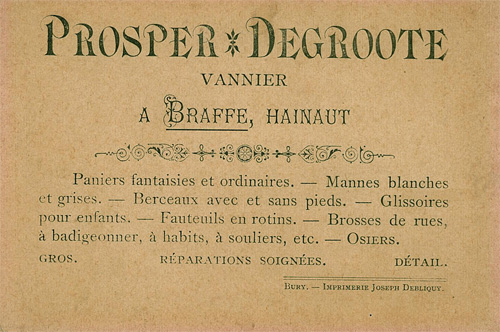 PROSPER DEGROOTE
VANNIER
A BRAFFE, HAINAUT
Paniers fantaisies et ordinaires. — Mannes blanches
et grises. — Berceaux avec et sans pieds. — Glissoires
pour enfants. — Fauteuils en rotins. — Brosses de rues,
à badigeonner, à habits, à souliers, etc. — OSIERS.
GROS. RÉPARATIONS SOIGNÉES. DÉTAIL.
BURY. — IMPRIMERIE JOSEPH DEBLIQUY.